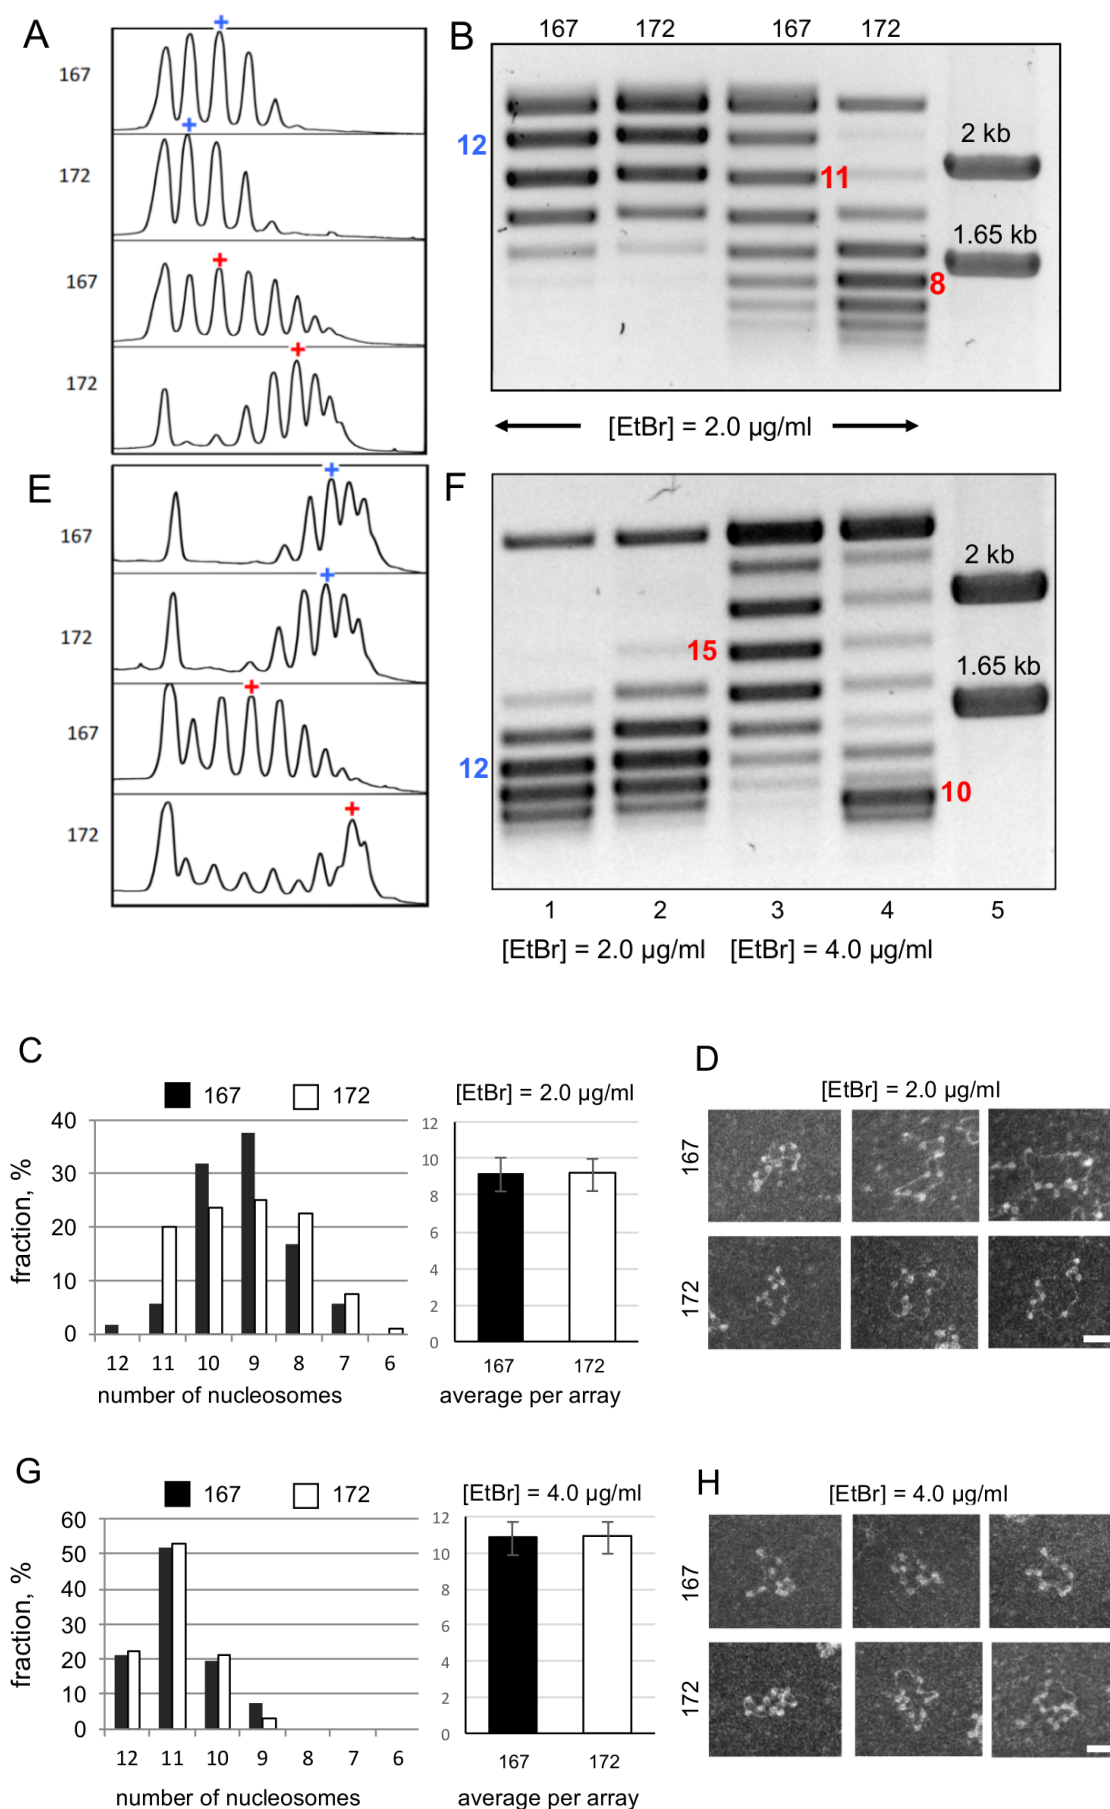 A
167
172
167
172
B
167 172 167 172
12
11
8
2 kb
1.65 kb
[EtBr] = 2.0 µg/ml
E
167
172
167
172
F
12
15
10
2 kb
1.65 kb
1 2 3 4 5
[EtBr] = 2.0 µg/ml [EtBr] = 4.0 µg/ml
C
167 172
[EtBr] = 2.0 µg/ml
fraction, %
40
30
20
10
0
12 11 10 9 8 7 6
number of nucleosomes
12
10
8
6
4
2
0
167 172
average per array
D
[EtBr] = 2.0 µg/ml
167
172
G
167 172
[EtBr] = 4.0 µg/ml
fraction, %
60
50
40
30
20
10
0
12 11 10 9 8 7 6
number of nucleosomes
12
10
8
6
4
2
0
167 172
average per array
H
[EtBr] = 4.0 µg/ml
167
172